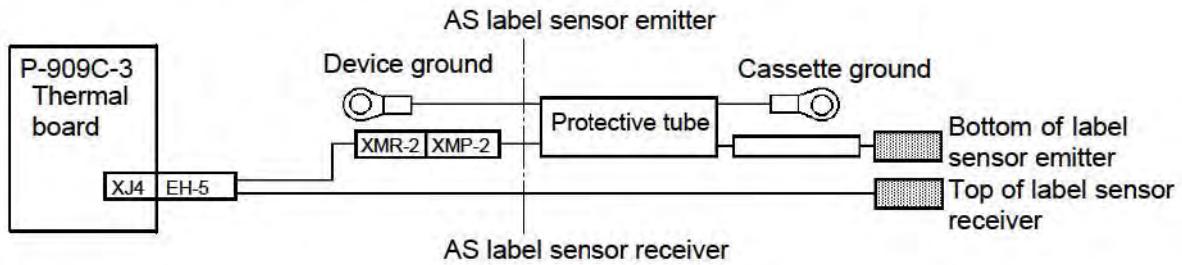 AS label sensor emitter
P-909C-3
Thermal
board
Device ground
Cassette ground
Protective tube
XMR-2 XMP-2
Bottom of label
sensor emitter
XJ4 EH-5
Top of label sensor
receiver
AS label sensor receiver